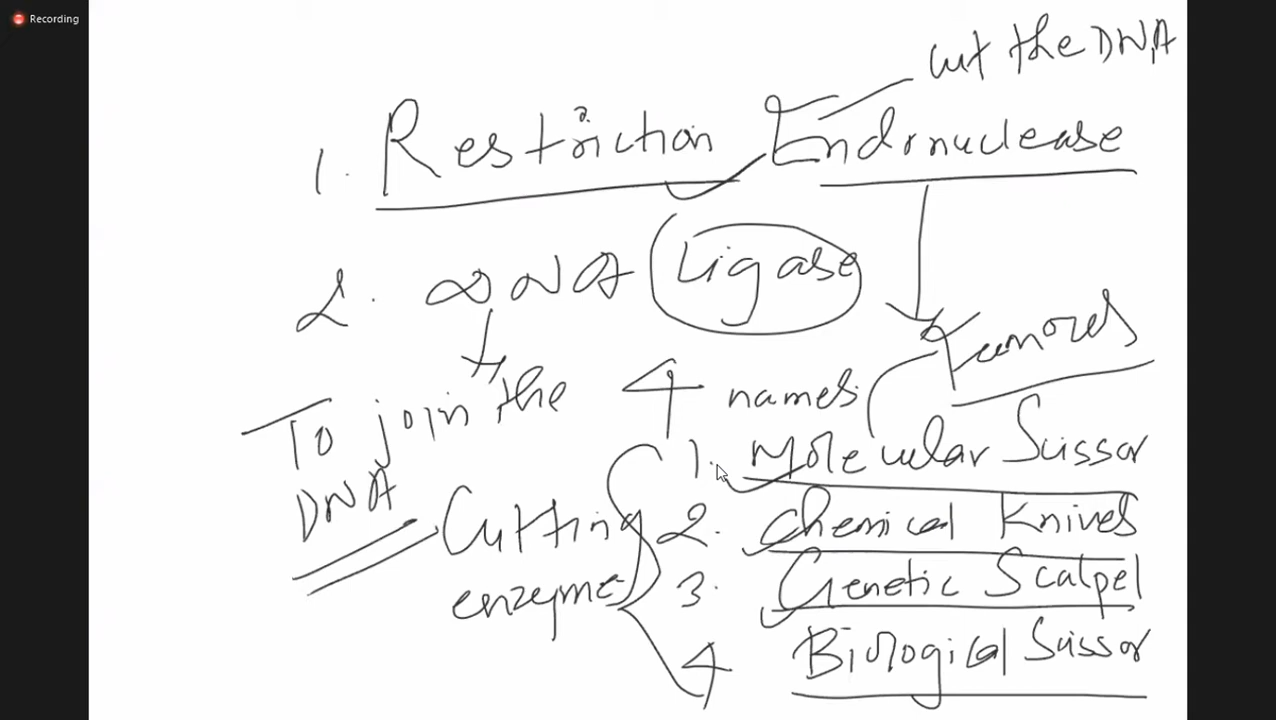 Recording
cut the DNA
1. Restriction Endonuclease
2. DNA Ligase
To join the DNA
4 names
Cutting enzyme
1. Molecular Scissor
2. Chemical Knives
3. Genetic Scalpel
4 Biological Scissor